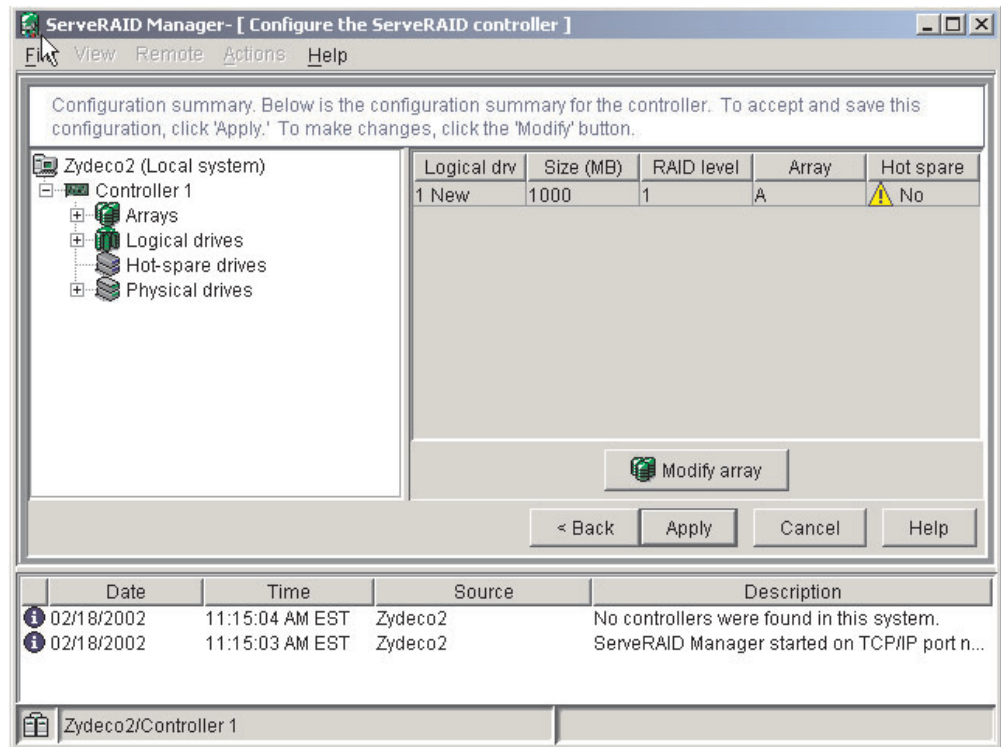 ServeRAID Manager- [ Configure the ServeRAID controller ]
File View Remote Actions Help
Configuration summary. Below is the configuration summary for the controller. To accept and save this
configuration, click 'Apply.' To make changes, click the 'Modify' button.
Zydeco2 (Local system)
Controller 1
Arrays
Logical drives
Hot-spare drives
Physical drives
Logical drv Size (MB) RAID level Array Hot spare
1 New 1000 1 A No
Modify array
< Back Apply Cancel Help
Date Time Source Description
02/18/2002 11:15:04 AM EST Zydeco2 No controllers were found in this system.
02/18/2002 11:15:03 AM EST Zydeco2 ServeRAID Manager started on TCP/IP port n...
Zydeco2/Controller 1